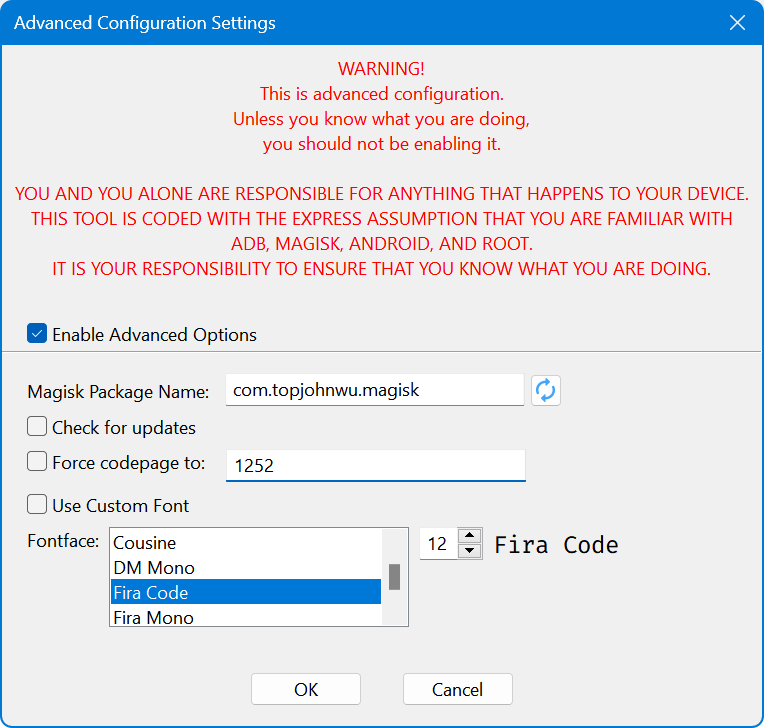 Advanced Configuration Settings
WARNING!
This is advanced configuration.
Unless you know what you are doing,
you should not be enabling it.
YOU AND YOU ALONE ARE RESPONSIBLE FOR ANYTHING THAT HAPPENS TO YOUR DEVICE.
THIS TOOL IS CODED WITH THE EXPRESS ASSUMPTION THAT YOU ARE FAMILIAR WITH
ADB, MAGISK, ANDROID, AND ROOT.
IT IS YOUR RESPONSIBILITY TO ENSURE THAT YOU KNOW WHAT YOU ARE DOING.
Enable Advanced Options
Magisk Package Name: com.topjohnwu.magisk
Check for updates
Force codepage to: 1252
Use Custom Font
Fontface:
Cousine
DM Mono
Fira Code
Fira Mono
12
Fira Code
OK
Cancel